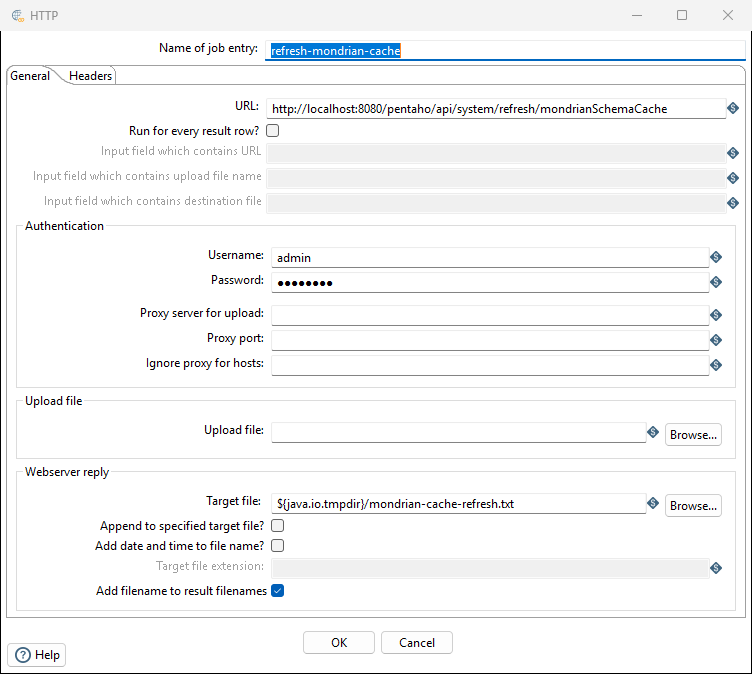 HTTP
Name of job entry: refresh-mondrian-cache
General Headers
URL: http://localhost:8080/pentaho/api/system/refresh/mondrianSchemaCache
Run for every result row?
Input field which contains URL
Input field which contains upload file name
Input field which contains destination file
Authentication
Username: admin
Password: ●●●●●●●●
Proxy server for upload:
Proxy port:
Ignore proxy for hosts:
Upload file
Upload file: Browse...
Webserver reply
Target file: ${java.io.tmpdir}/mondrian-cache-refresh.txt Browse...
Append to specified target file?
Add date and time to file name?
Target file extension:
Add filename to result filenames
OK Cancel
Help